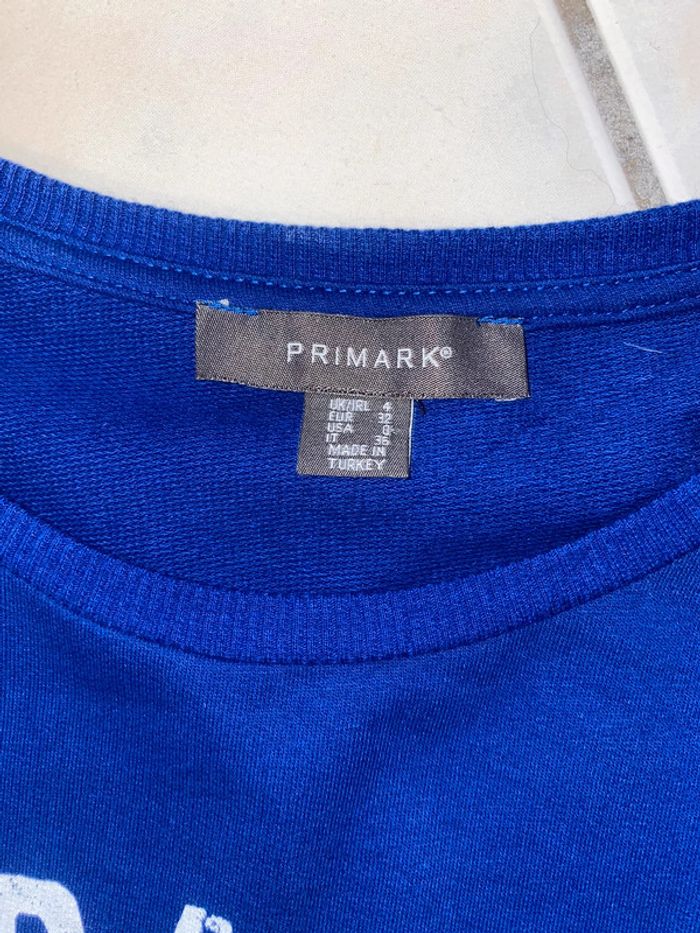 PRIMARK®
UK/IRL 4
EUR 32
USA 0
IT 36
MADE IN
TURKEY